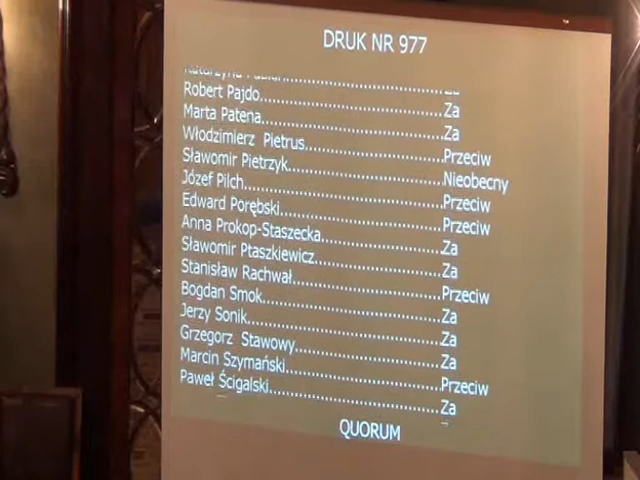 DRUK NR 977
Robert Pajdo..............................Za
Marta Patena..............................Za
Włodzimierz Pietrus.......................Przeciw
Sławomir Pietrzyk.........................Nieobecny
Józef Pilch...............................Przeciw
Edward Porębski...........................Przeciw
Anna Prokop-Staszecka.....................Za
Sławomir Ptaszkiewicz.....................Za
Stanisław Rachwał.........................Przeciw
Bogdan Smok...............................Za
Jerzy Sonik...............................Za
Grzegorz Stawowy..........................Za
Marcin Szymański..........................Przeciw
Paweł Ścigalski...........................Za
QUORUM